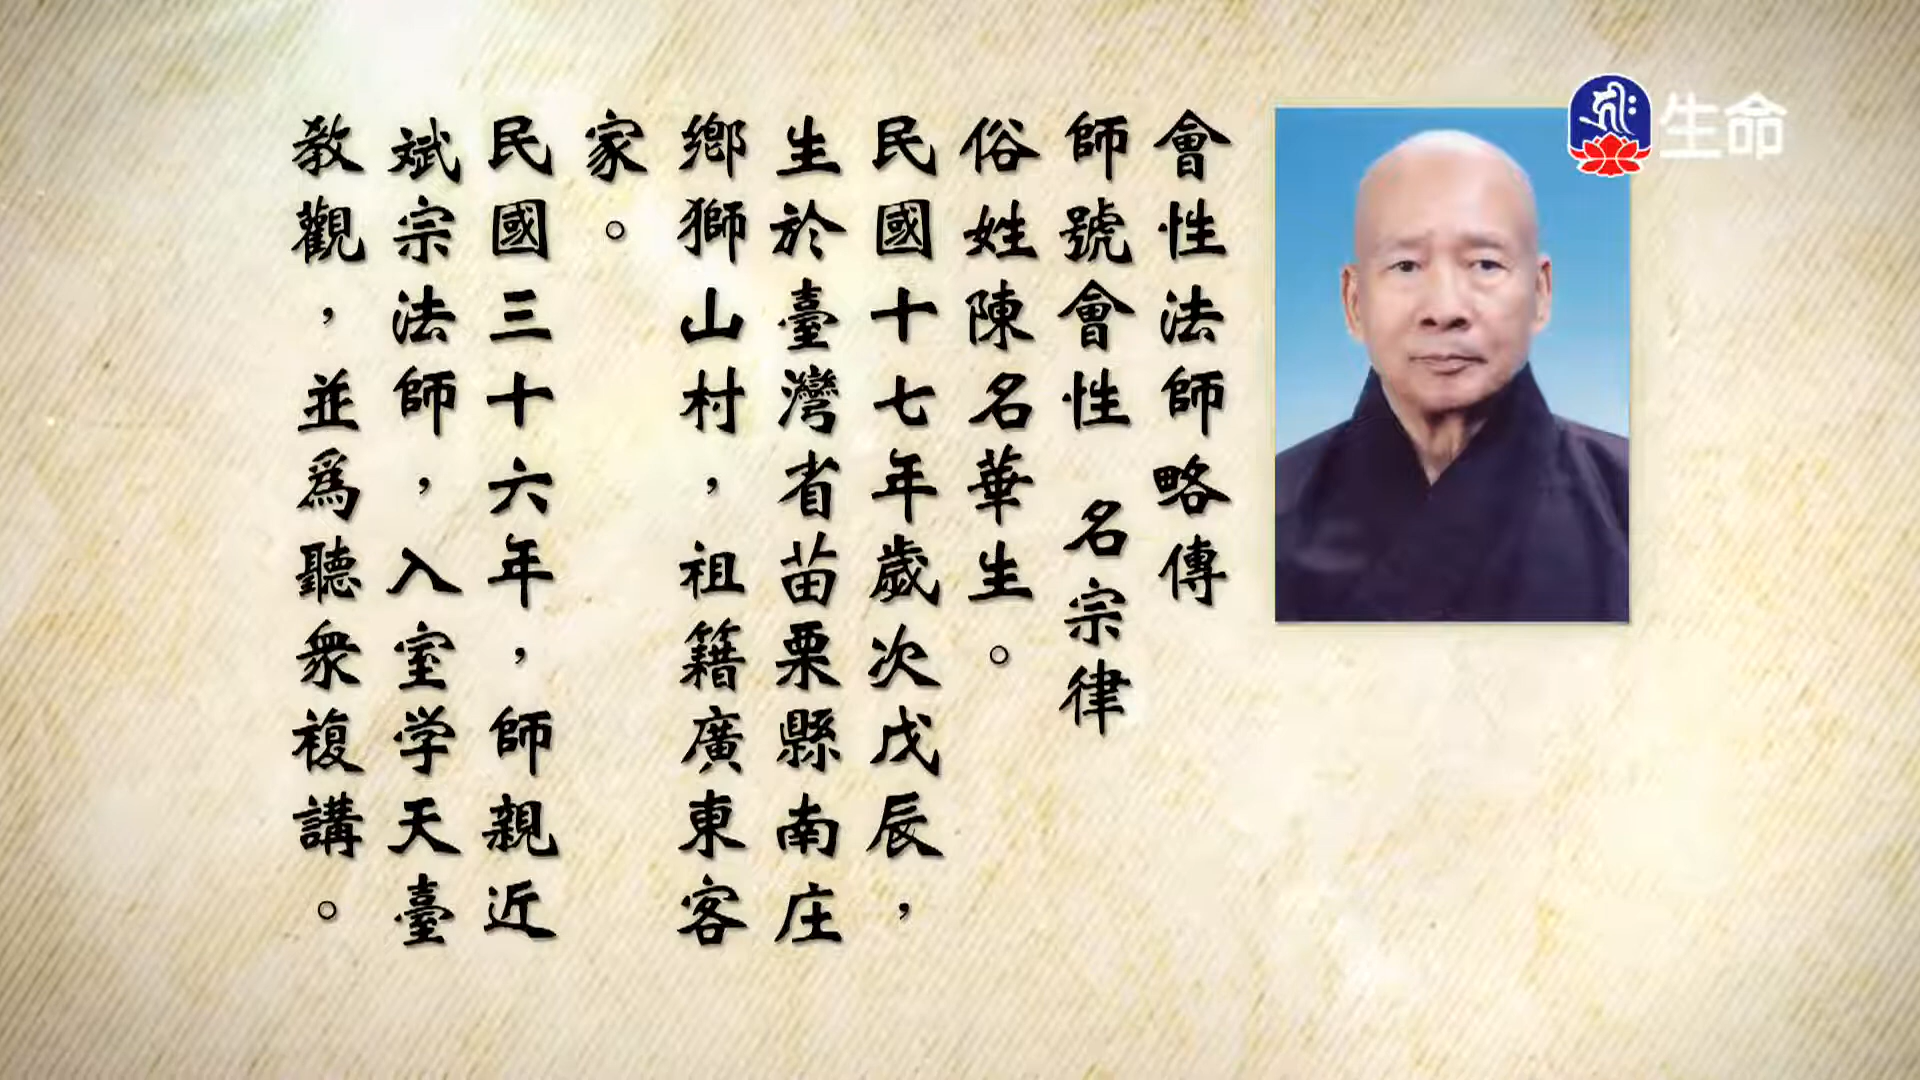 會性法師略傳
師號會性 名宗律
俗姓陳名華生。
民國十七年歲次戊辰，
生於臺灣省苗栗縣南庄
鄉獅山村，祖籍廣東客
家。
民國三十六年，師親近
斌宗法師，入室学天臺
教觀，並為聽衆複講。
生命